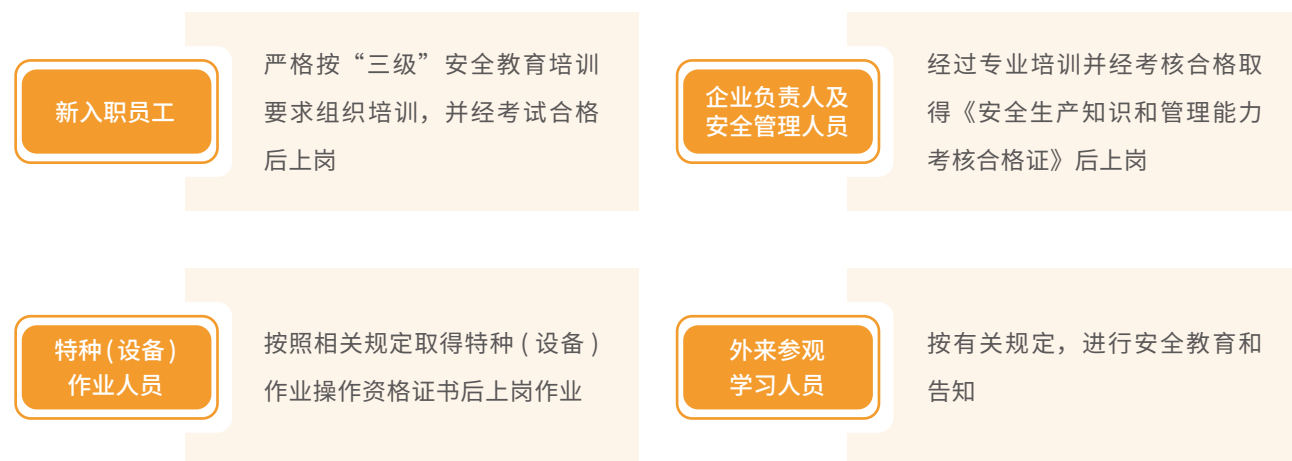 新入职员工
严格按“三级”安全教育培训
要求组织培训，并经考试合格
后上岗
企业负责人及
安全管理人员
经过专业培训并经考核合格取
得《安全生产知识和管理能力
考核合格证》后上岗
特种(设备)
作业人员
按照相关规定取得特种(设备)
作业操作资格证书后上岗作业
外来参观
学习人员
按有关规定，进行安全教育和
告知